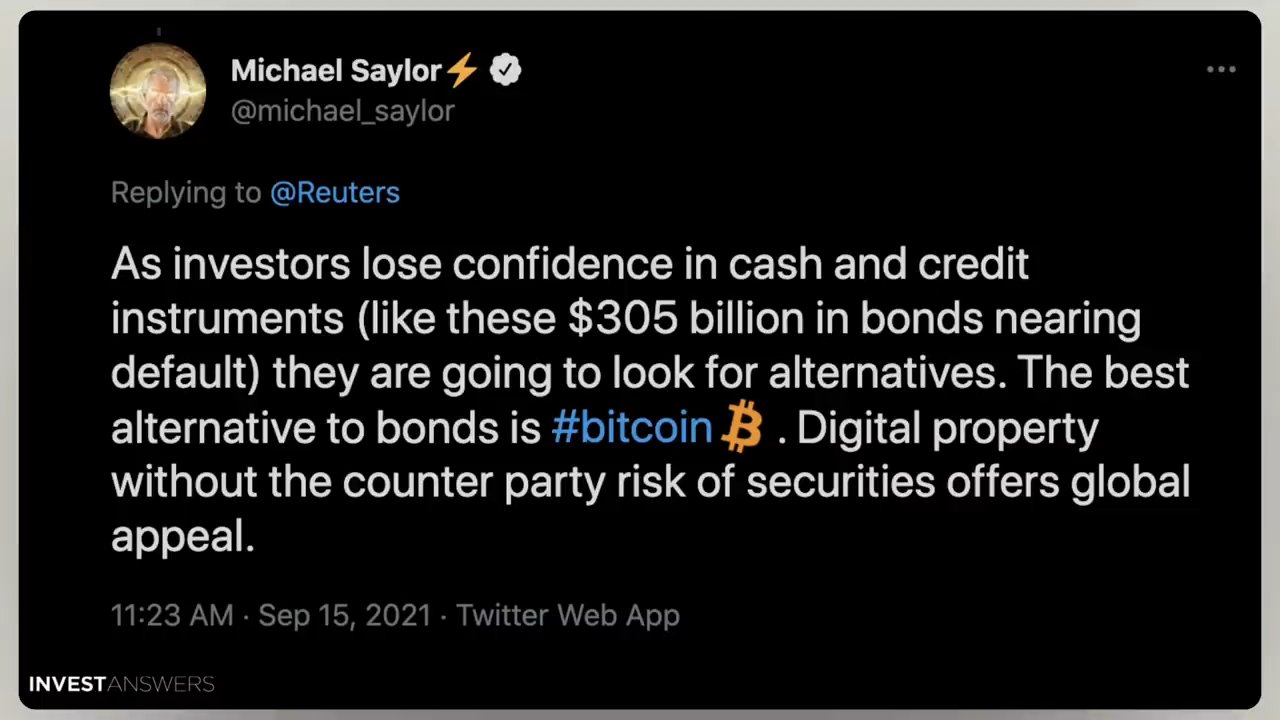 Michael Saylor⚡
@michael_saylor
Replying to @Reuters
As investors lose confidence in cash and credit
instruments (like these $305 billion in bonds nearing
default) they are going to look for alternatives. The best
alternative to bonds is #bitcoin ₿ . Digital property
without the counter party risk of securities offers global
appeal.
11:23 AM · Sep 15, 2021 · Twitter Web App
INVESTANSWERS